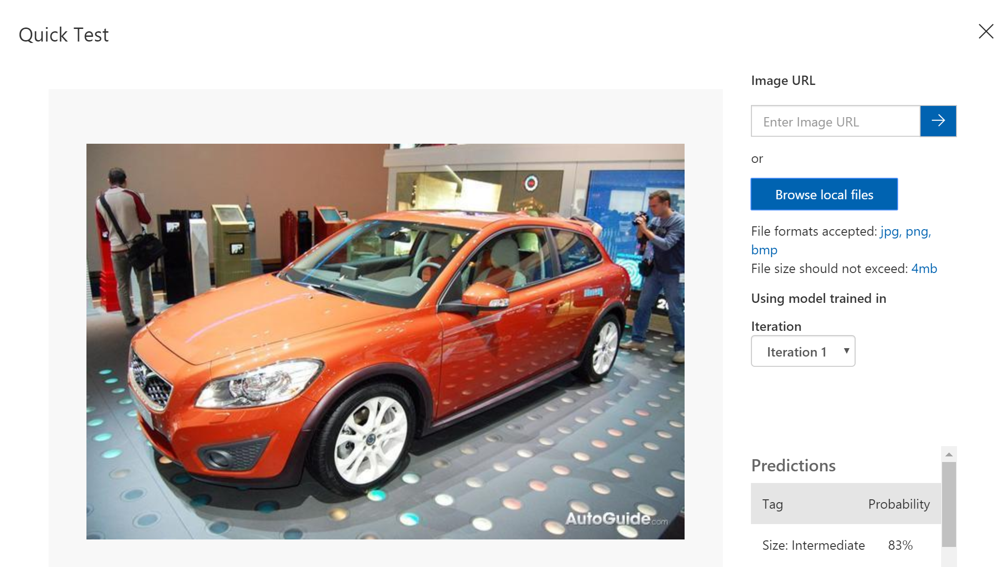 Quick Test
Image URL
Enter Image URL
or
Browse local files
File formats accepted: jpg, png,
bmp
File size should not exceed: 4mb
Using model trained in
Iteration
Iteration 1
AutoGuide.com
Predictions
Tag Probability
Size: Intermediate 83%